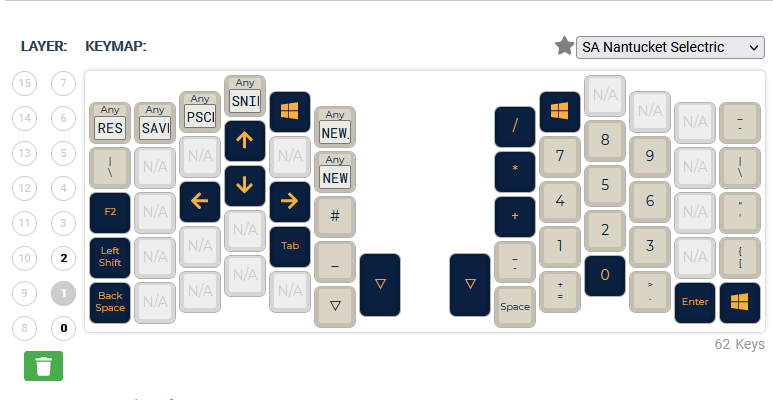 LAYER: KEYMAP: SA Nantucket Selectric
15 7
14 6
13 5
12 4
11 3
10 2
9 1
8 0
Any RES
Any SAVI
Any PSCI
Any SNI
Any NEW.
| \ N/A N/A N/A
Any NEW
F2 N/A #
Left Shift N/A N/A N/A Tab _
Back Space N/A N/A N/A ▽ ▽
/ N/A N/A N/A _ -
* 7 8 9 N/A | \
+ 4 5 6 N/A " '
_ - 1 2 3 N/A { [
▽ Space + = 0 > . Enter
62 Keys